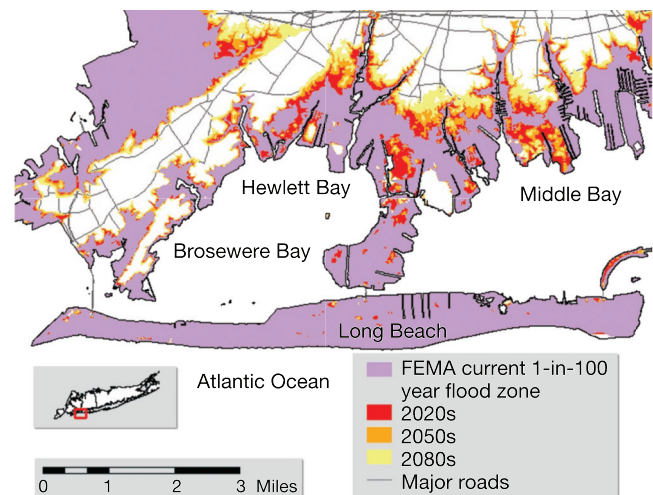 Hewlett Bay
Middle Bay
Brosewere Bay
Long Beach
Atlantic Ocean
FEMA current 1-in-100
year flood zone
2020s
2050s
2080s
Major roads
0 1 2 3 Miles